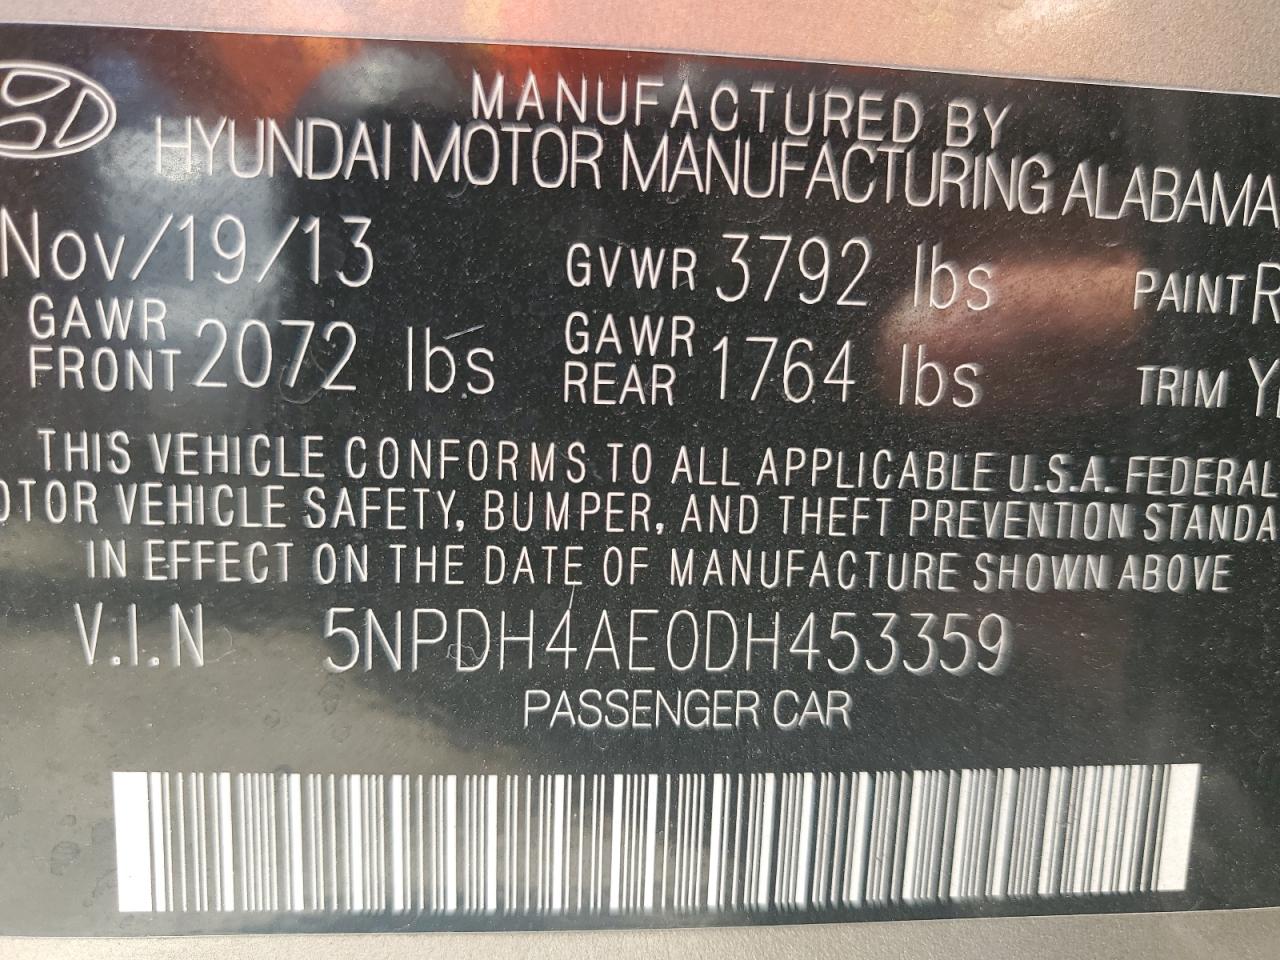 MANUFACTURED BY
HYUNDAI MOTOR MANUFACTURING ALABAMA
Nov/19/13 GVWR 3792 lbs PAINT
GAWR FRONT 2072 lbs GAWR REAR 1764 lbs TRIM
THIS VEHICLE CONFORMS TO ALL APPLICABLE U.S.A. FEDERAL
OTOR VEHICLE SAFETY, BUMPER, AND THEFT PREVENTION STANDA
IN EFFECT ON THE DATE OF MANUFACTURE SHOWN ABOVE
V.I.N 5NPDH4AE0DH453359
PASSENGER CAR